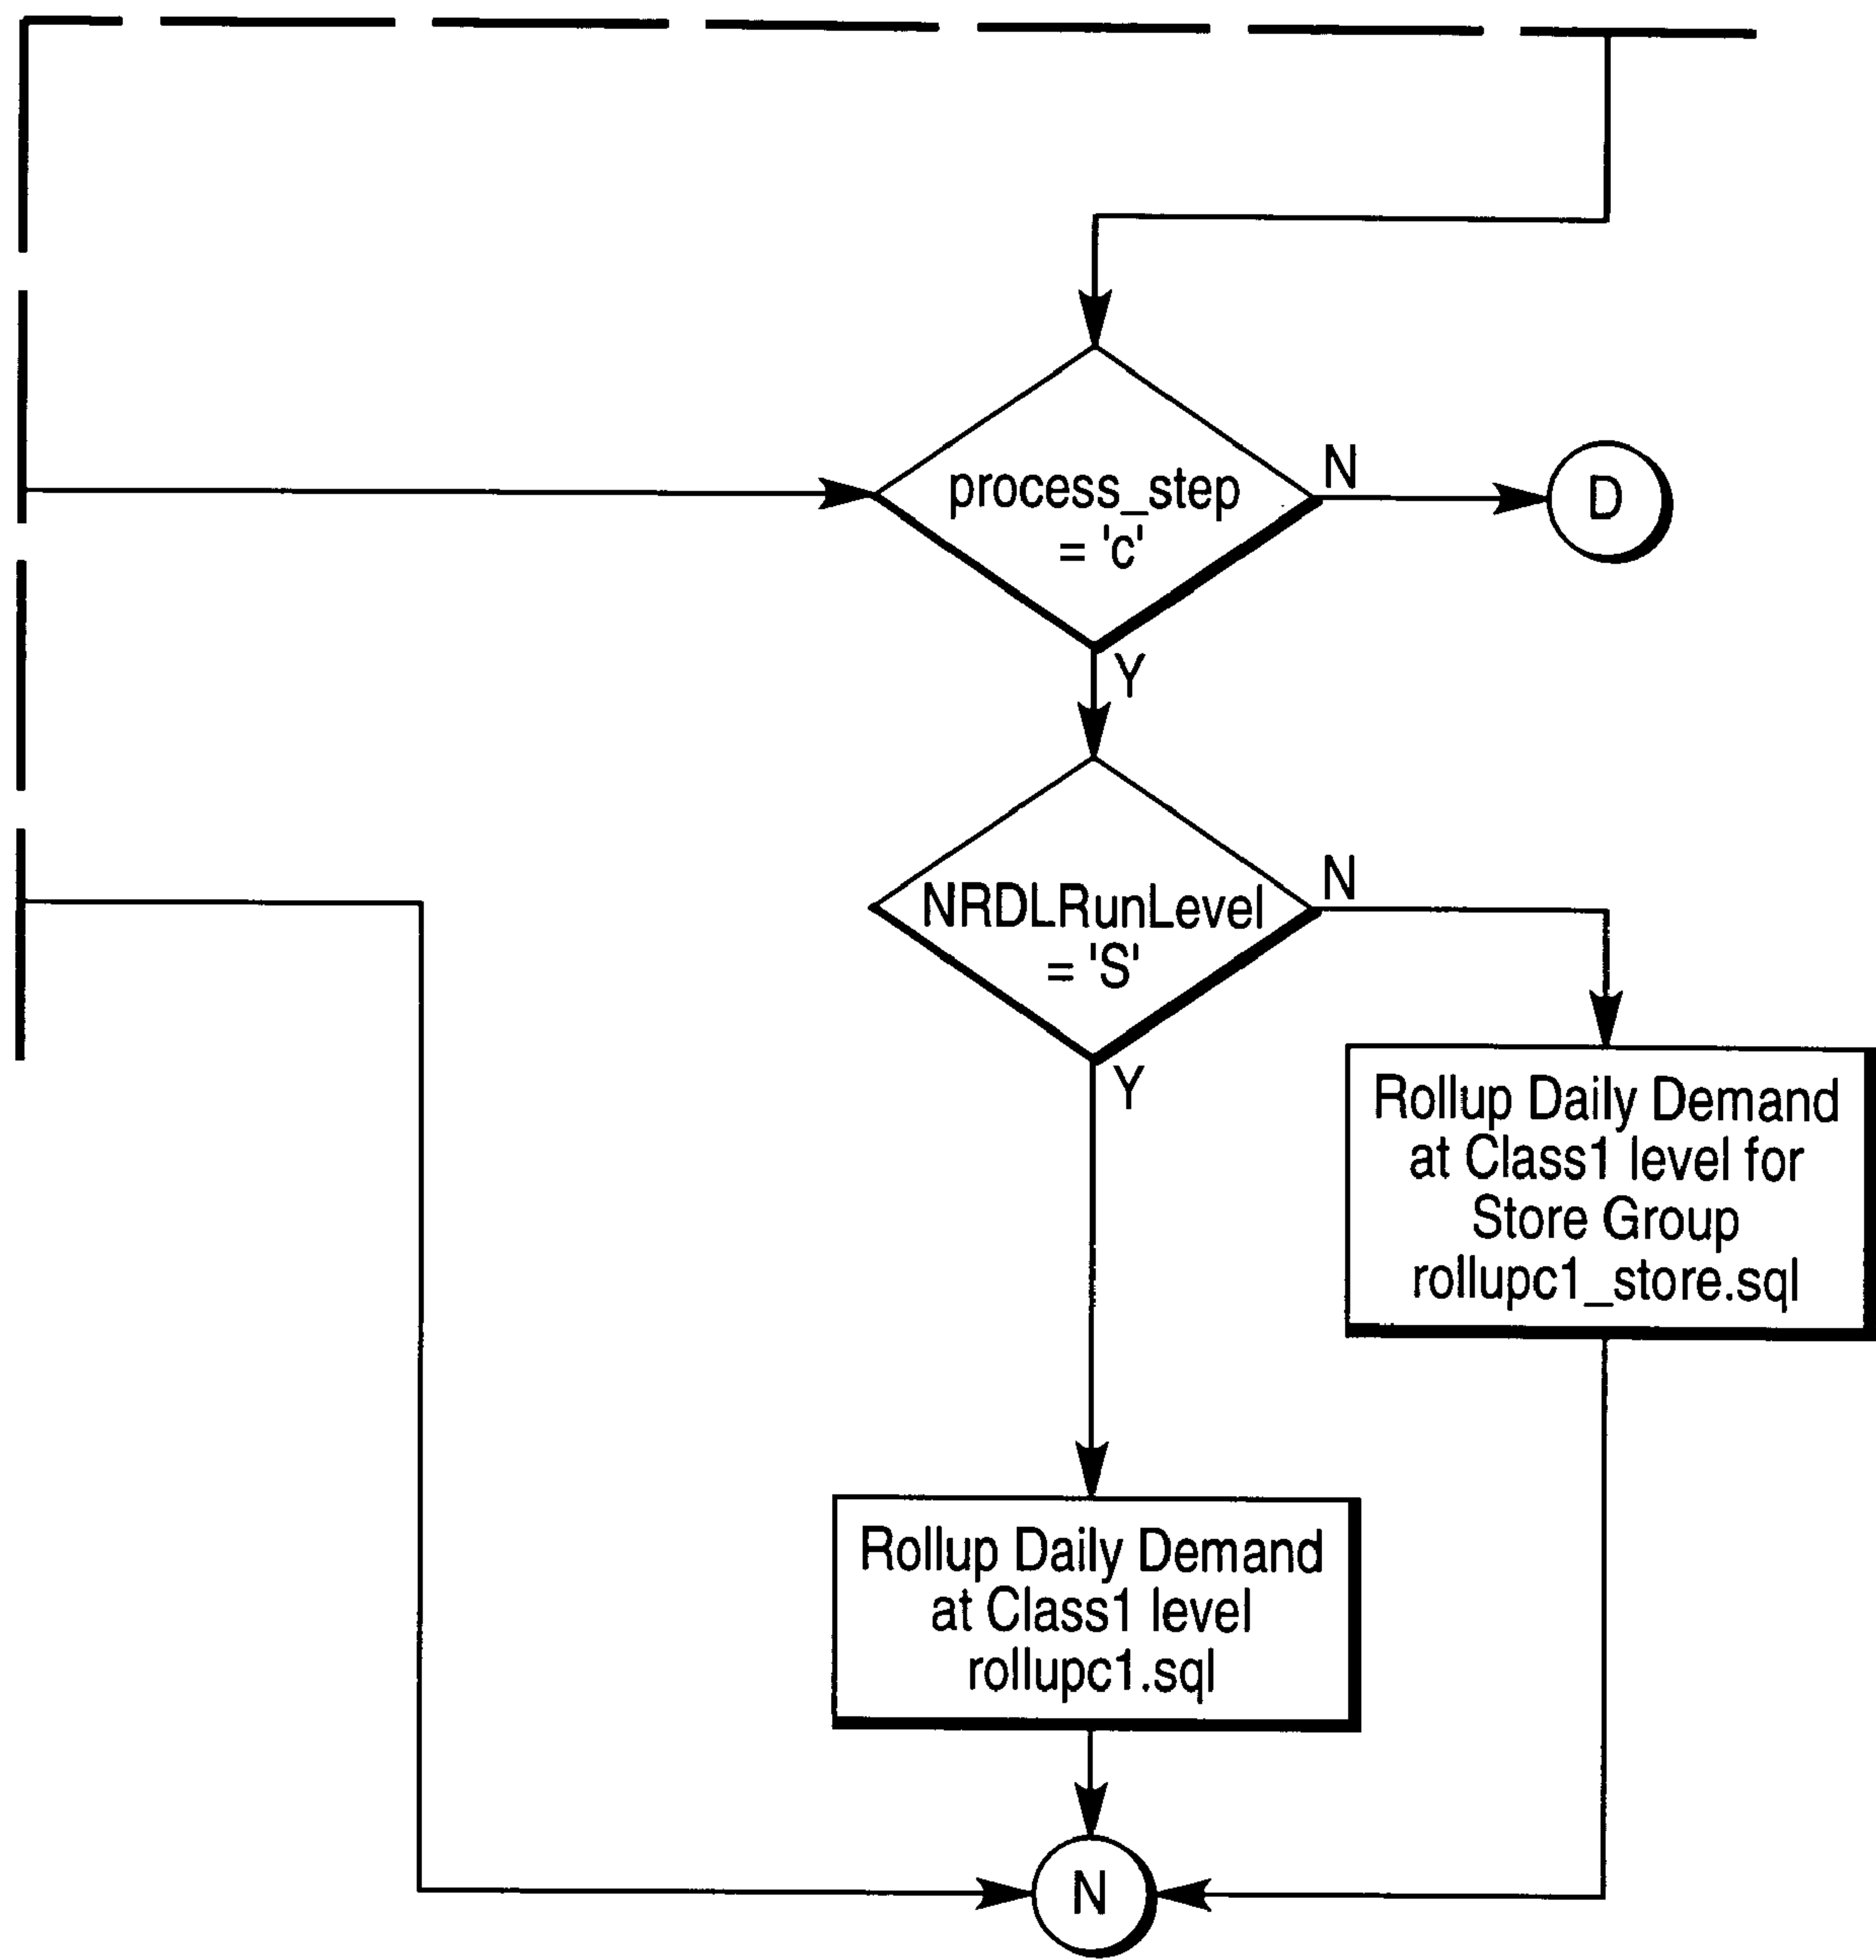 process_step
= 'c'
N
D
Y
NRDLRunLevel
= 'S'
N
Y
Rollup Daily Demand
at Class1 level for
Store Group
rollupc1_store.sql
Rollup Daily Demand
at Class1 level
rollupc1.sql
N